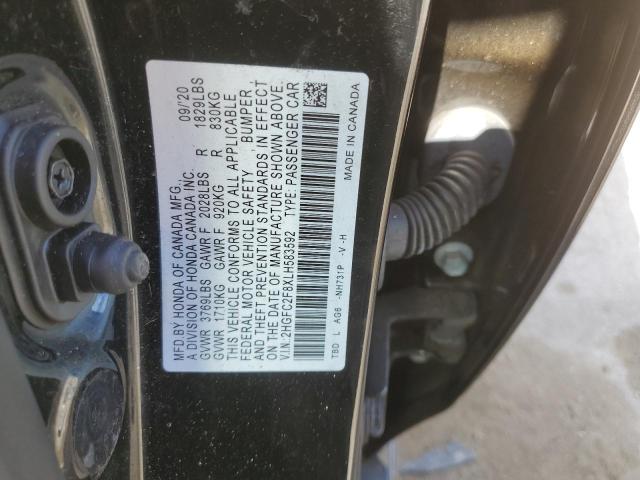 MFD.BY HONDA OF CANADA MFG., 09/20
A DIVISION OF HONDA CANADA INC.
GVWR 3769LBS GAWR F 2028LBS R 1829LBS
GVWR 1710KG GAWR F 920KG R 830KG
THIS VEHICLE CONFORMS TO ALL APPLICABLE
FEDERAL MOTOR VEHICLE SAFETY, BUMPER,
AND THEFT PREVENTION STANDARDS IN EFFECT
ON THE DATE OF MANUFACTURE SHOWN ABOVE.
V.I.N.:2HGFC2F8XLH583592 TYPE:PASSENGER CAR
TBD L AG6 -NH731P -V -H
MADE IN CANADA